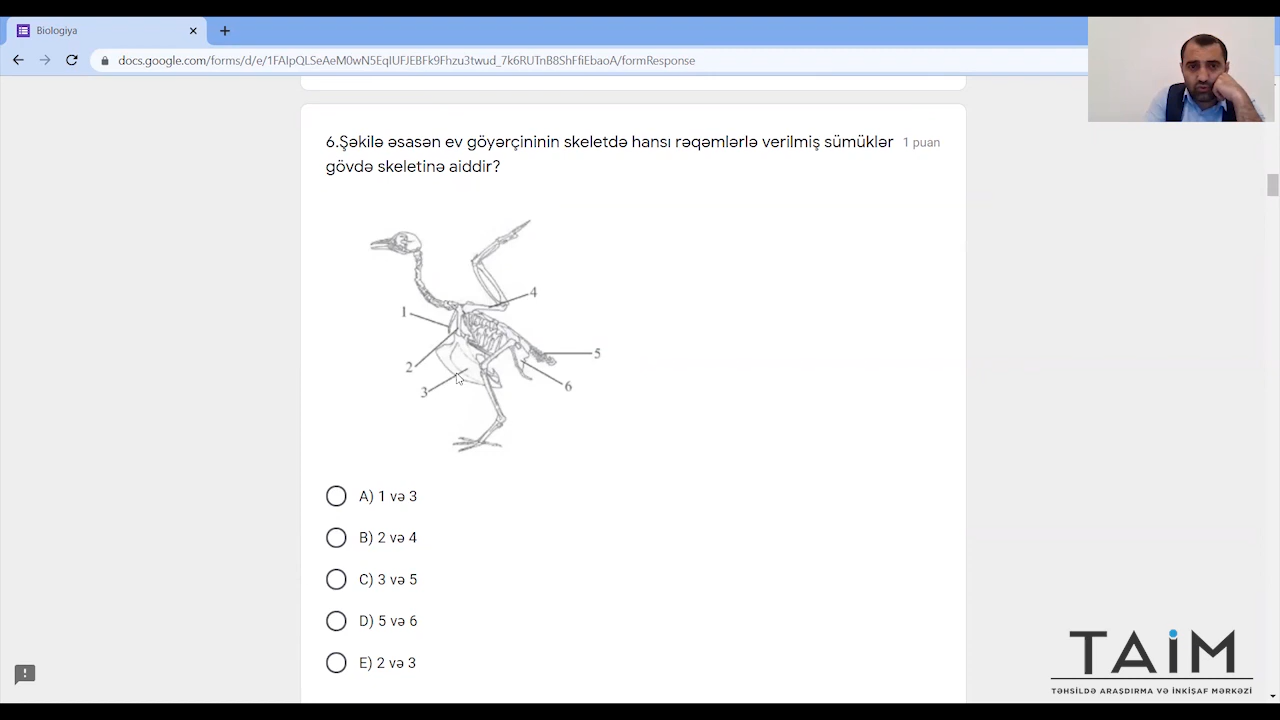 Biologiya
docs.google.com/forms/d/e/1FAIpQLSeAeM0wN5EqIUFJEBFk9Fhzu3twud_7k6RUTnB8ShFfiEbaoA/formResponse
6.Şəkilə əsasən ev göyərçininin skeletdə hansı rəqəmlərlə verilmiş sümüklər 1 puan
gövdə skeletinə aiddir?
4
1
5
2
6
3
A) 1 və 3
B) 2 və 4
C) 3 və 5
D) 5 və 6
E) 2 və 3
TAiM
TƏHSİLDƏ ARAŞDIRMA VƏ İNKİŞAF MƏRKƏZİ